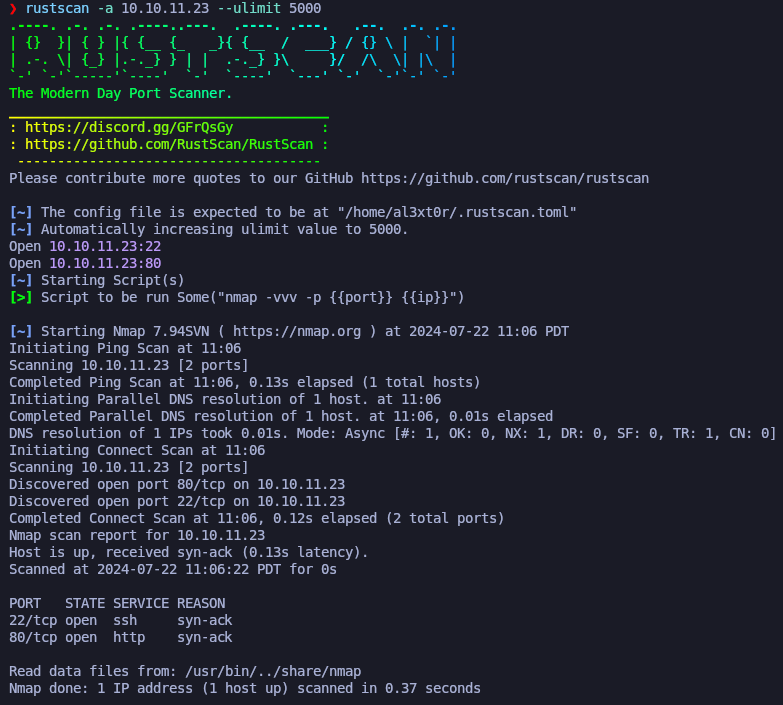 ❯ rustscan -a 10.10.11.23 --ulimit 5000
.----. .-. .-. .----..---.  .----. .---.   .--.  .-. .-.
| {}  }| { } |{ {__ {_   _}{ {__  /  ___} / {} \ |  `| |
| .-. \| {_} |.-._} } | |  .-._} }\     }/  /\  \| |\  |
`-' `-'`-----'`----'  `-'  `----'  `---' `-'  `-'`-' `-'
The Modern Day Port Scanner.
________________________________________
: https://discord.gg/GFrQsGy           :
: https://github.com/RustScan/RustScan :
 --------------------------------------
Please contribute more quotes to our GitHub https://github.com/rustscan/rustscan
[~] The config file is expected to be at "/home/al3xt0r/.rustscan.toml"
[~] Automatically increasing ulimit value to 5000.
Open 10.10.11.23:22
Open 10.10.11.23:80
[~] Starting Script(s)
[>] Script to be run Some("nmap -vvv -p {{port}} {{ip}}")
[~] Starting Nmap 7.94SVN ( https://nmap.org ) at 2024-07-22 11:06 PDT
Initiating Ping Scan at 11:06
Scanning 10.10.11.23 [2 ports]
Completed Ping Scan at 11:06, 0.13s elapsed (1 total hosts)
Initiating Parallel DNS resolution of 1 host. at 11:06
Completed Parallel DNS resolution of 1 host. at 11:06, 0.01s elapsed
DNS resolution of 1 IPs took 0.01s. Mode: Async [#: 1, OK: 0, NX: 1, DR: 0, SF: 0, TR: 1, CN: 0]
Initiating Connect Scan at 11:06
Scanning 10.10.11.23 [2 ports]
Discovered open port 80/tcp on 10.10.11.23
Discovered open port 22/tcp on 10.10.11.23
Completed Connect Scan at 11:06, 0.12s elapsed (2 total ports)
Nmap scan report for 10.10.11.23
Host is up, received syn-ack (0.13s latency).
Scanned at 2024-07-22 11:06:22 PDT for 0s
PORT   STATE SERVICE REASON
22/tcp open  ssh     syn-ack
80/tcp open  http    syn-ack
Read data files from: /usr/bin/../share/nmap
Nmap done: 1 IP address (1 host up) scanned in 0.37 seconds